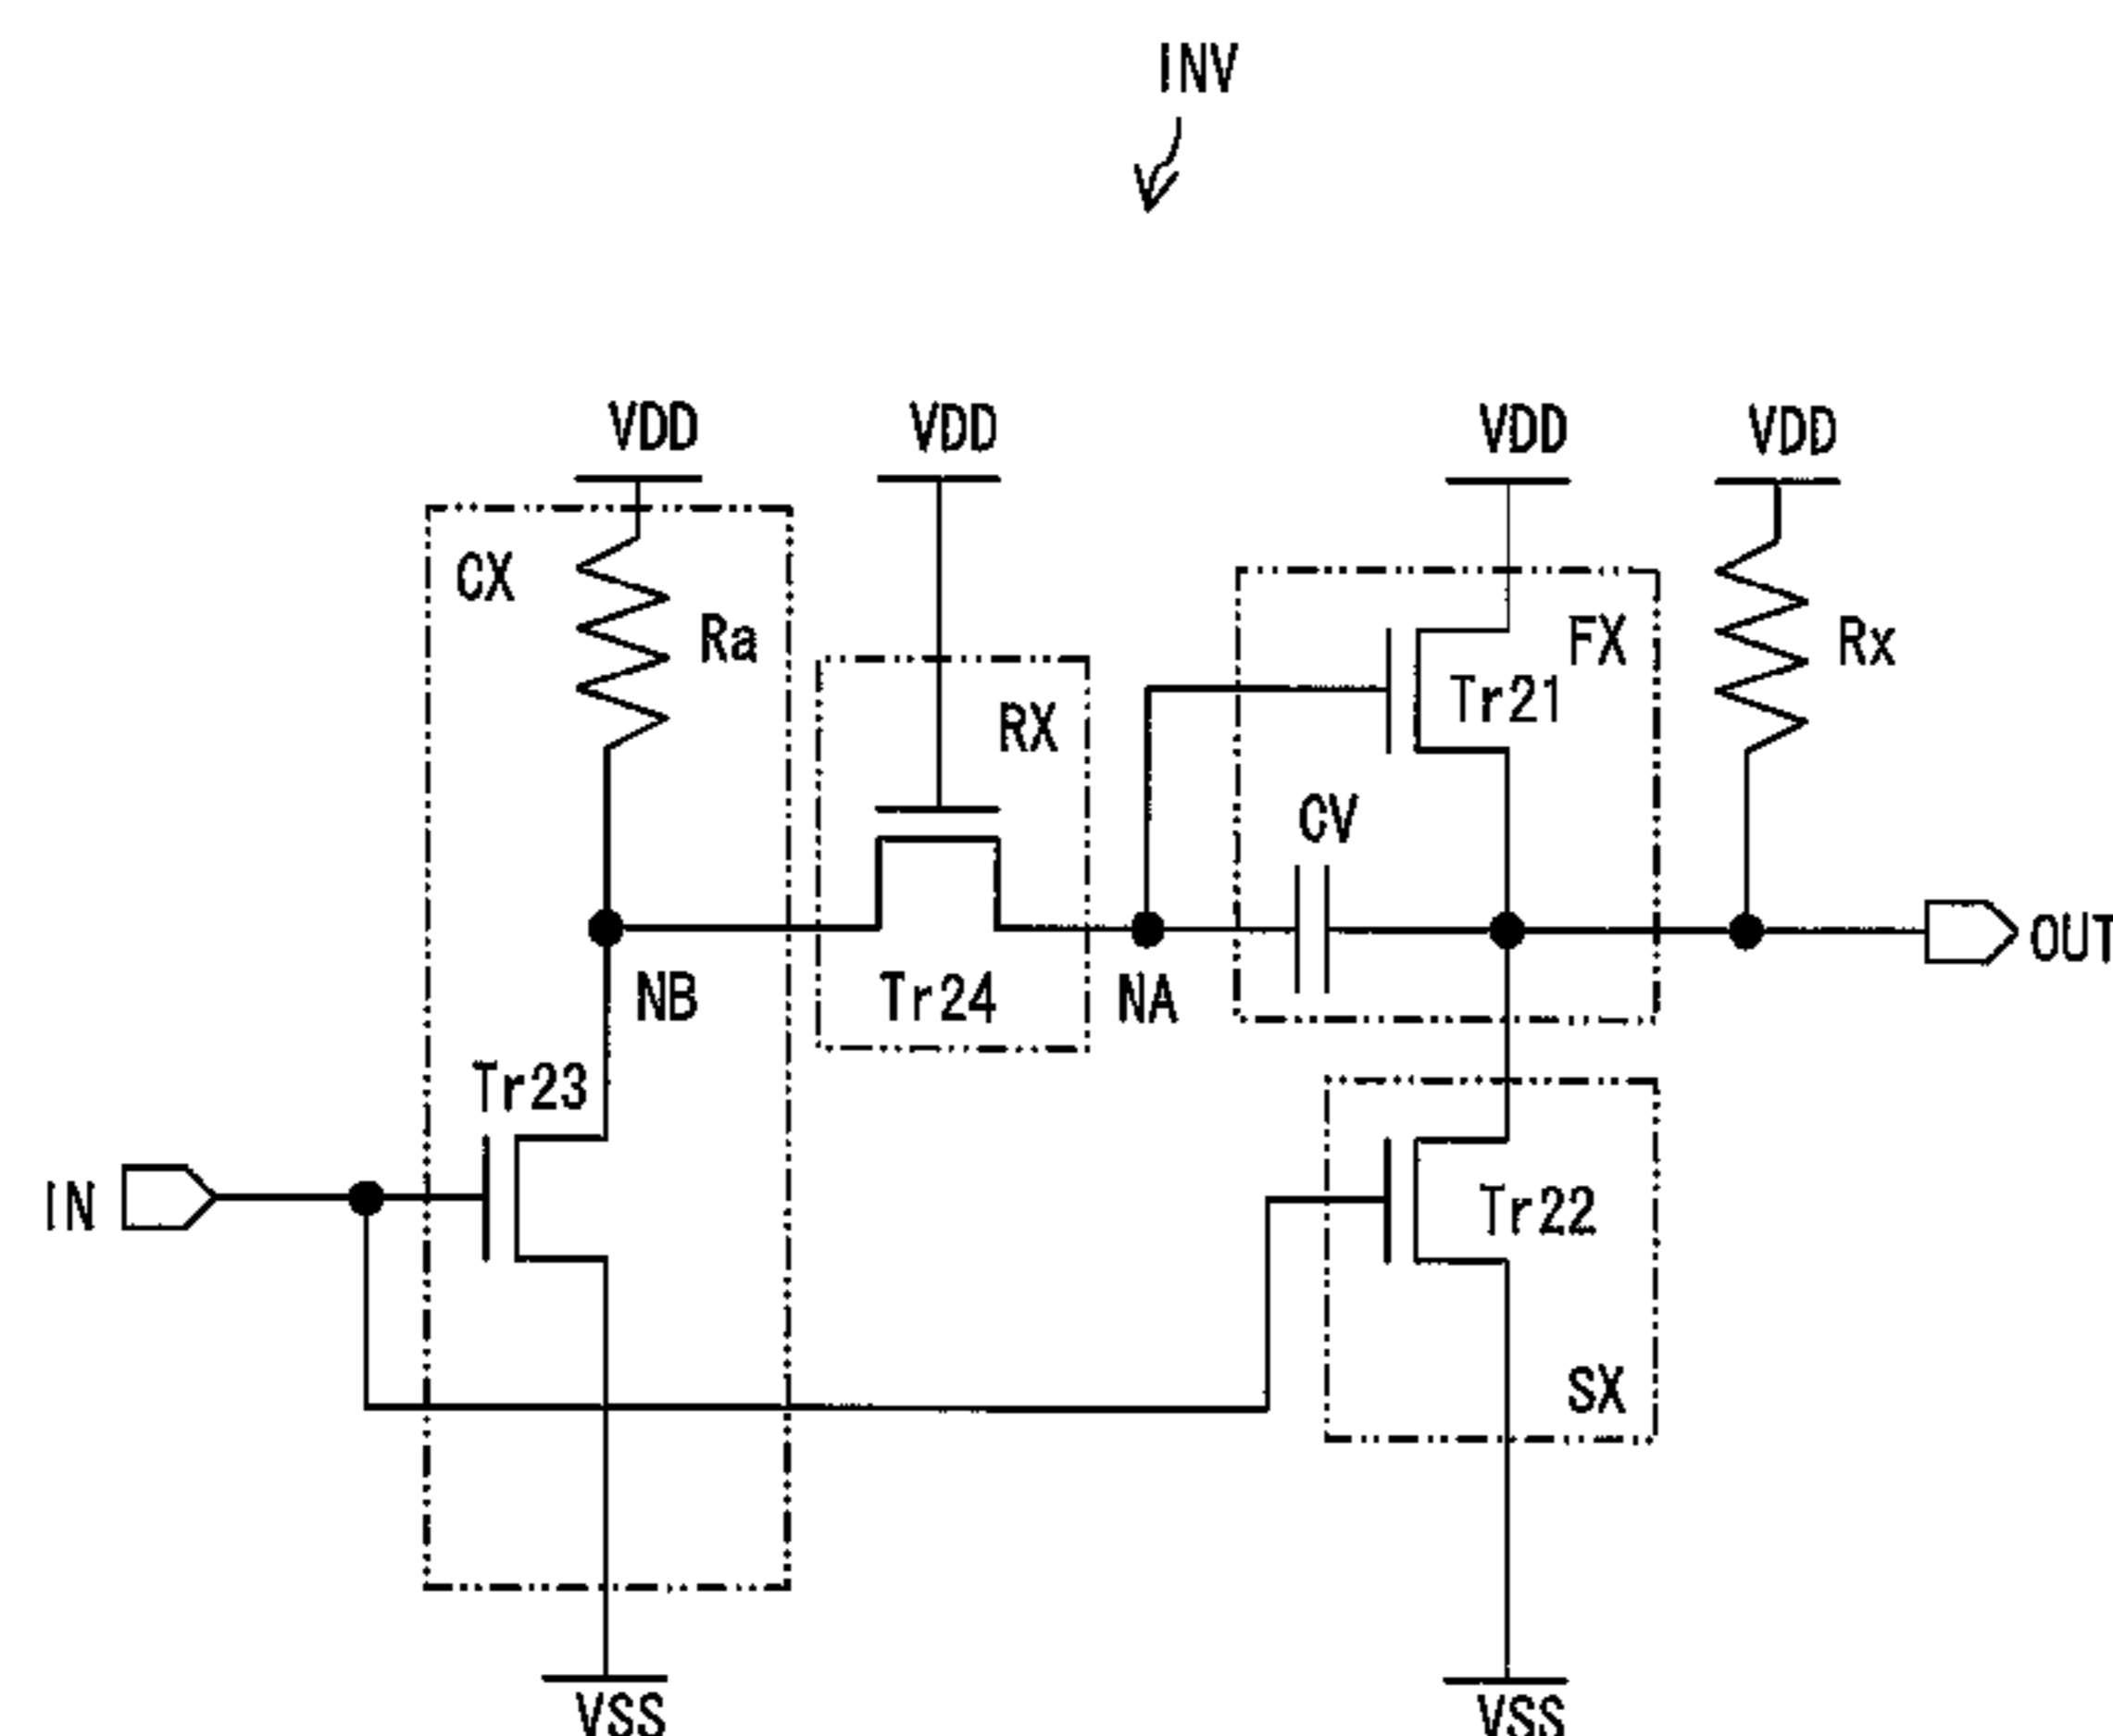 INV
VDD
VDD
VDD
VDD
CX
Ra
RX
FX
Tr21
Rx
CV
NB
Tr24
NA
OUT
Tr23
IN
Tr22
SX
VSS
VSS